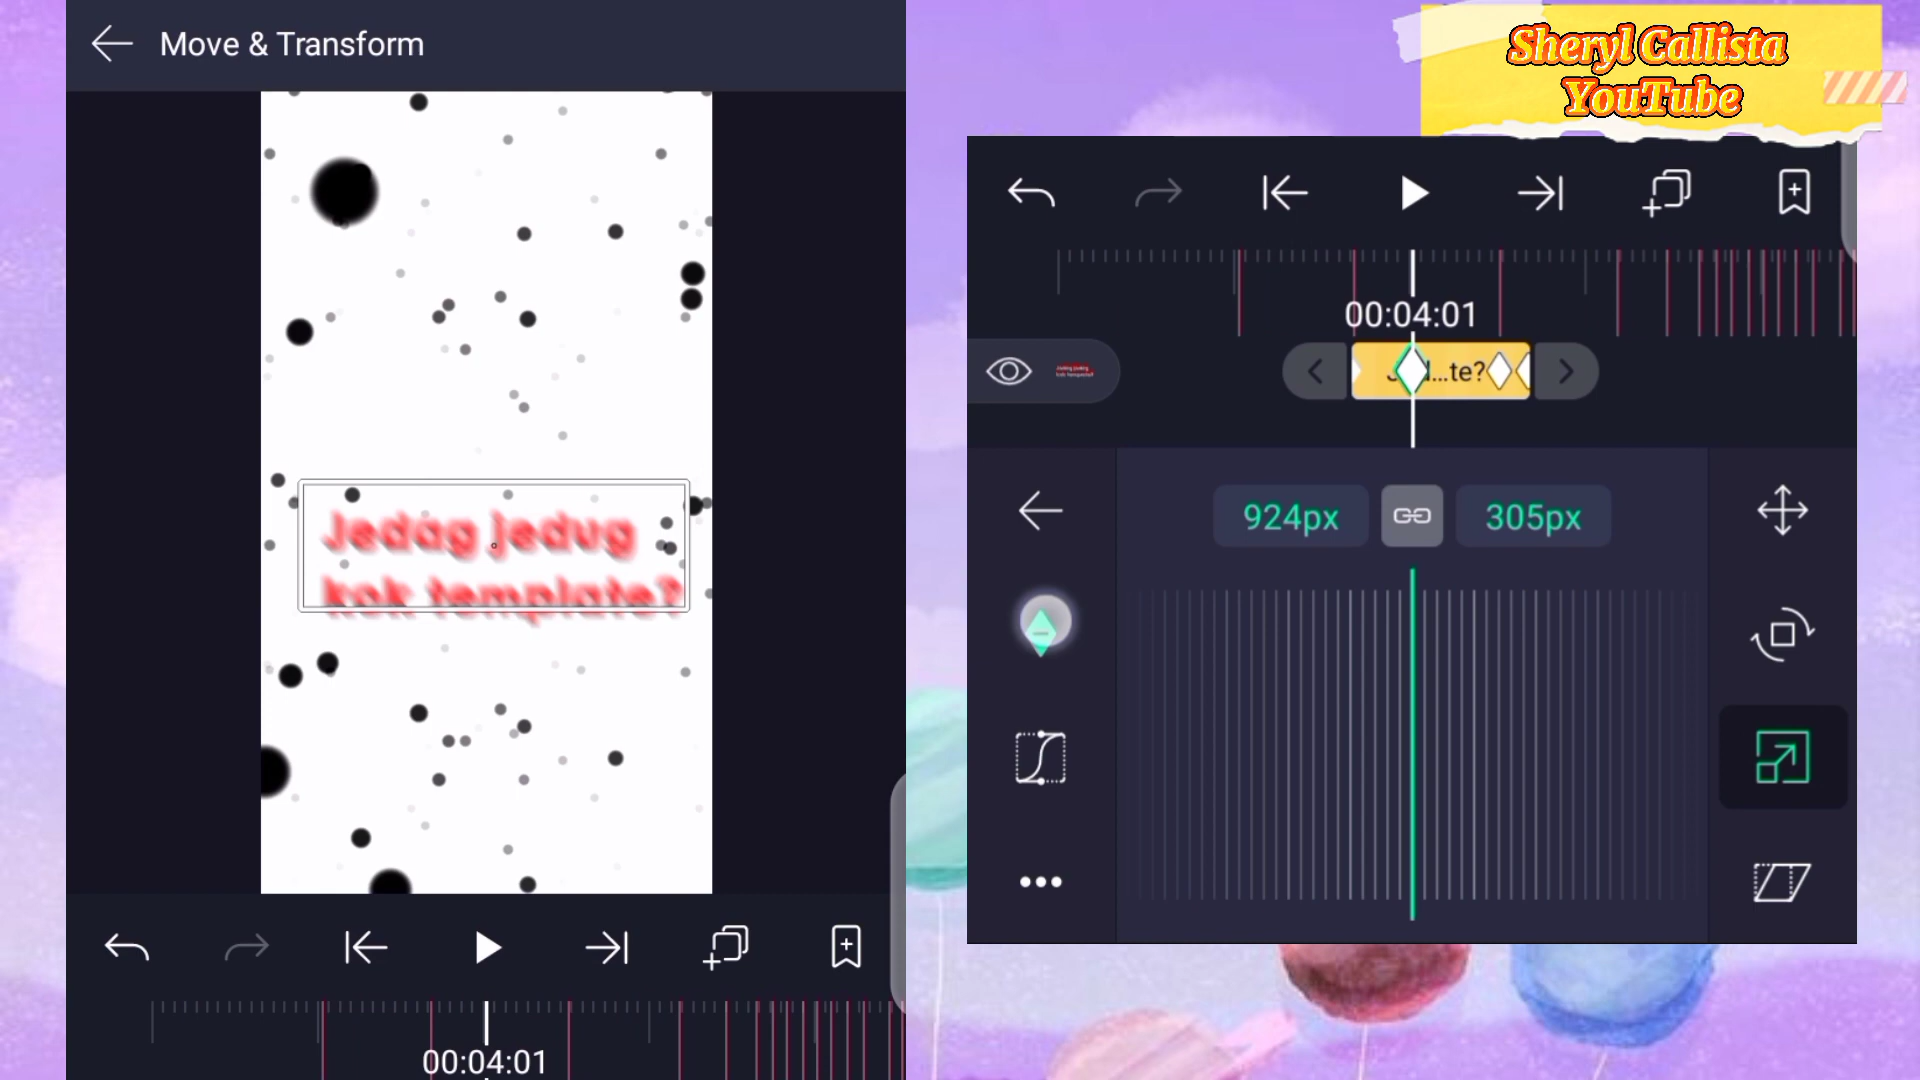 Move & Transform
Jedag jedug
kok template?
00:04:01
Sheryl Callista
YouTube
00:04:01
...te?
924px
305px